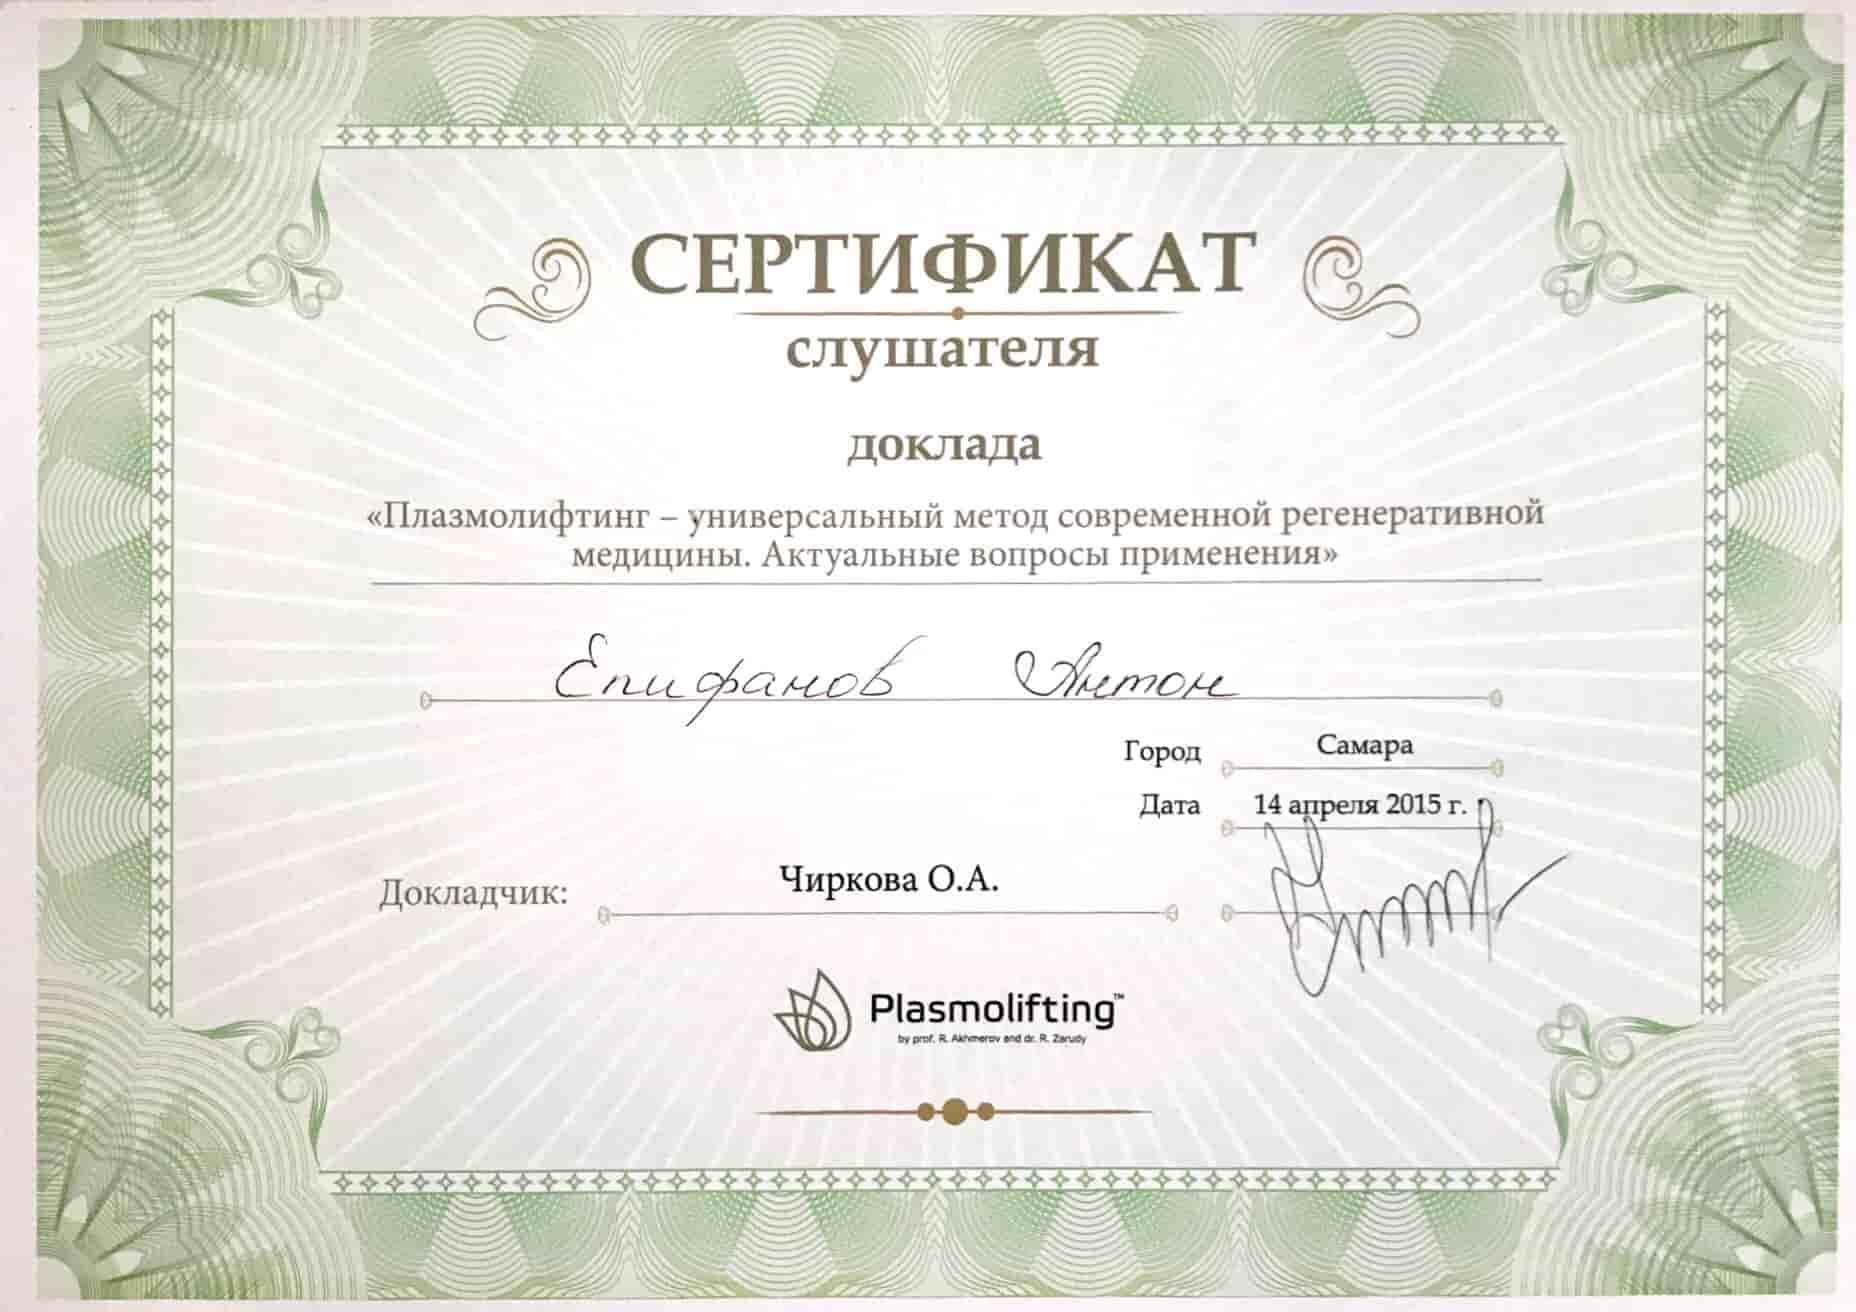 СЕРТИФИКАТ
слушателя
доклада
«Плазмолифтинг – универсальный метод современной регенеративной
медицины. Актуальные вопросы применения»
Епифанов Антон
Город Самара
Дата 14 апреля 2015 г.
Докладчик: Чиркова О.А.
Plasmolifting™
by prof. R. Akhmerov and dr. R. Zarudy